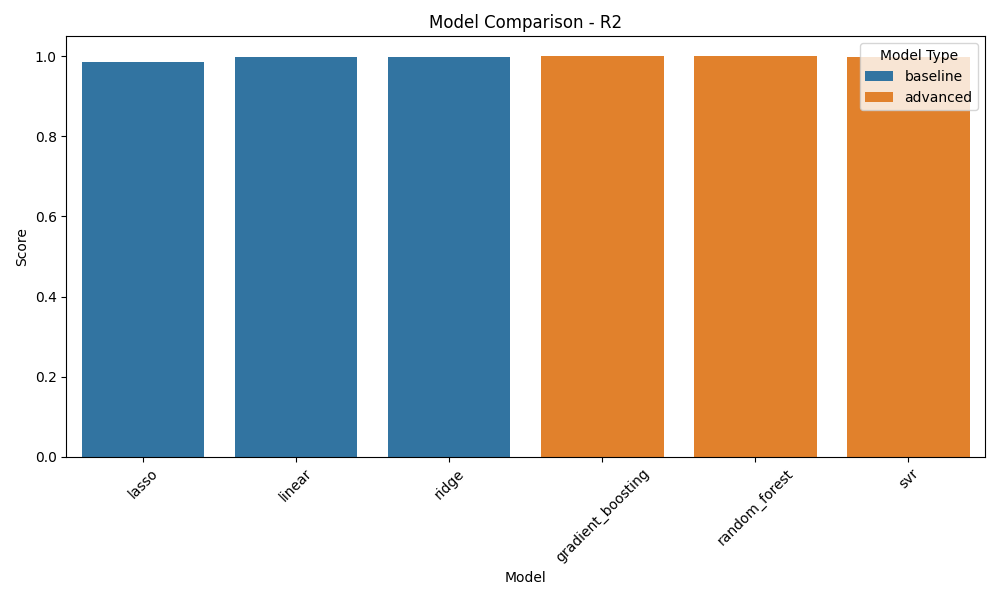 Model Comparison - R2
Model Type
baseline
advanced
Score
1.0
0.8
0.6
0.4
0.2
0.0
lasso
linear
ridge
gradient_boosting
random_forest
svr
Model